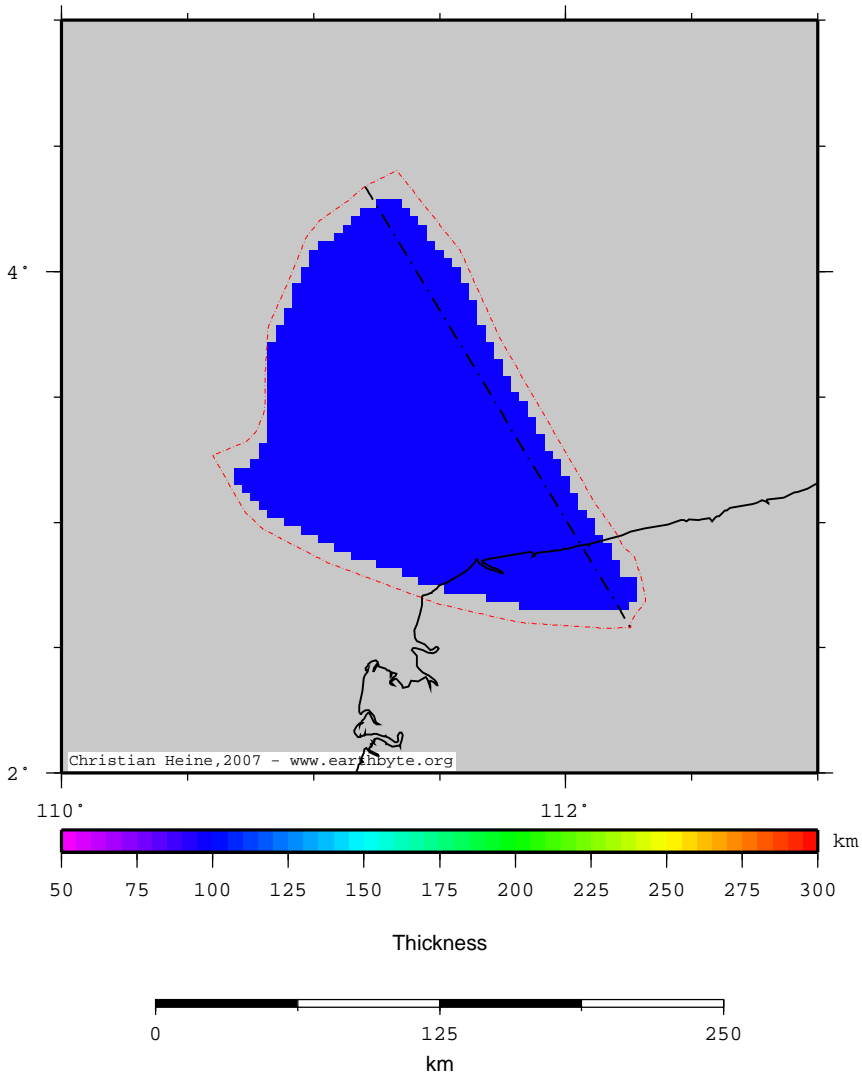 4°
2°
Christian Heine,2007 - www.earthbyte.org
110° 112°
km
50 75 100 125 150 175 200 225 250 275 300
Thickness
0 125 250
km